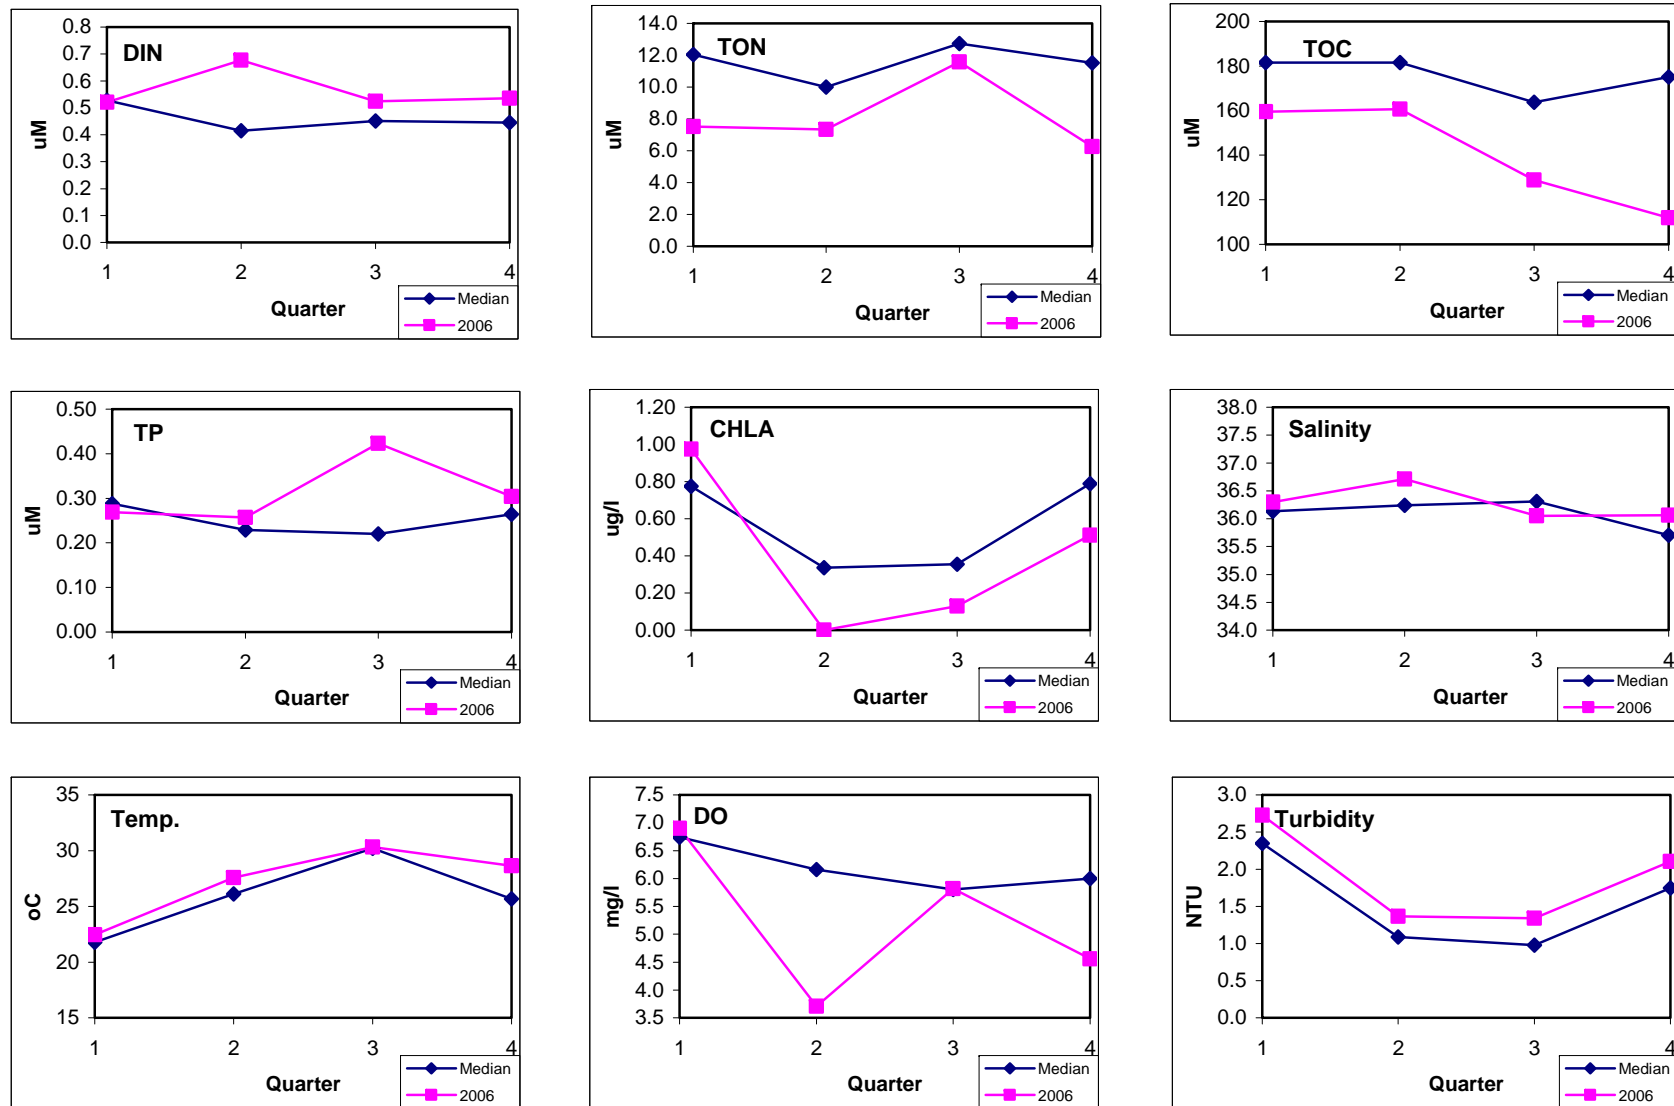 DIN
uM
0.8
0.7
0.6
0.5
0.4
0.3
0.2
0.1
0.0
1 2 3 4
Quarter
Median
2006
TON
uM
14.0
12.0
10.0
8.0
6.0
4.0
2.0
0.0
1 2 3 4
Quarter
Median
2006
TOC
uM
200
180
160
140
120
100
1 2 3 4
Quarter
Median
2006
TP
uM
0.50
0.40
0.30
0.20
0.10
0.00
1 2 3 4
Quarter
Median
2006
CHLA
ug/l
1.20
1.00
0.80
0.60
0.40
0.20
0.00
1 2 3 4
Quarter
Median
2006
Salinity
38.0
37.5
37.0
36.5
36.0
35.5
35.0
34.5
34.0
1 2 3 4
Quarter
Median
2006
Temp.
oC
35
30
25
20
15
1 2 3 4
Quarter
Median
2006
DO
mg/l
7.5
7.0
6.5
6.0
5.5
5.0
4.5
4.0
3.5
1 2 3 4
Quarter
Median
2006
Turbidity
NTU
3.0
2.5
2.0
1.5
1.0
0.5
0.0
1 2 3 4
Quarter
Median
2006